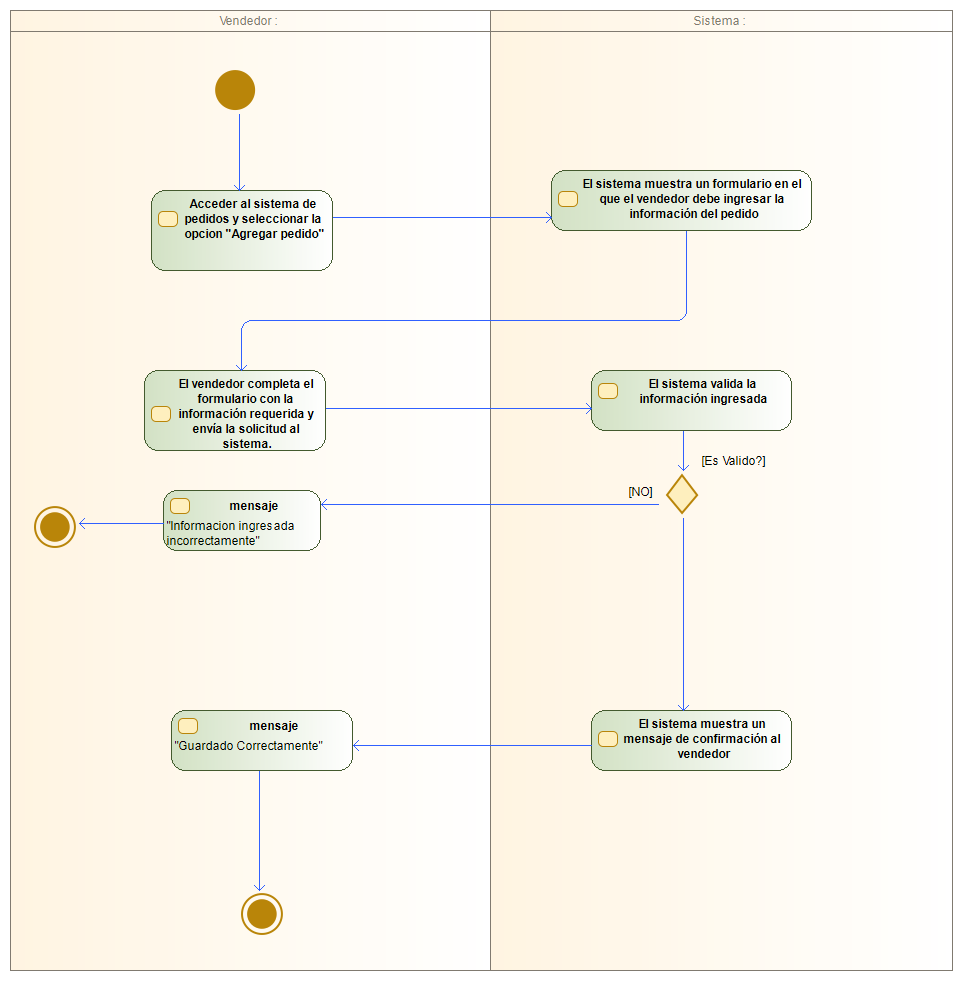 Vendedor :
Sistema :
Acceder al sistema de
pedidos y seleccionar la
opcion "Agregar pedido"
El sistema muestra un formulario en el
que el vendedor debe ingresar la
información del pedido
El vendedor completa el
formulario con la
información requerida y
envía la solicitud al
sistema.
El sistema valida la
información ingresada
[Es Valido?]
[NO]
mensaje
"Informacion ingresada
incorrectamente"
mensaje
"Guardado Correctamente"
El sistema muestra un
mensaje de confirmación al
vendedor